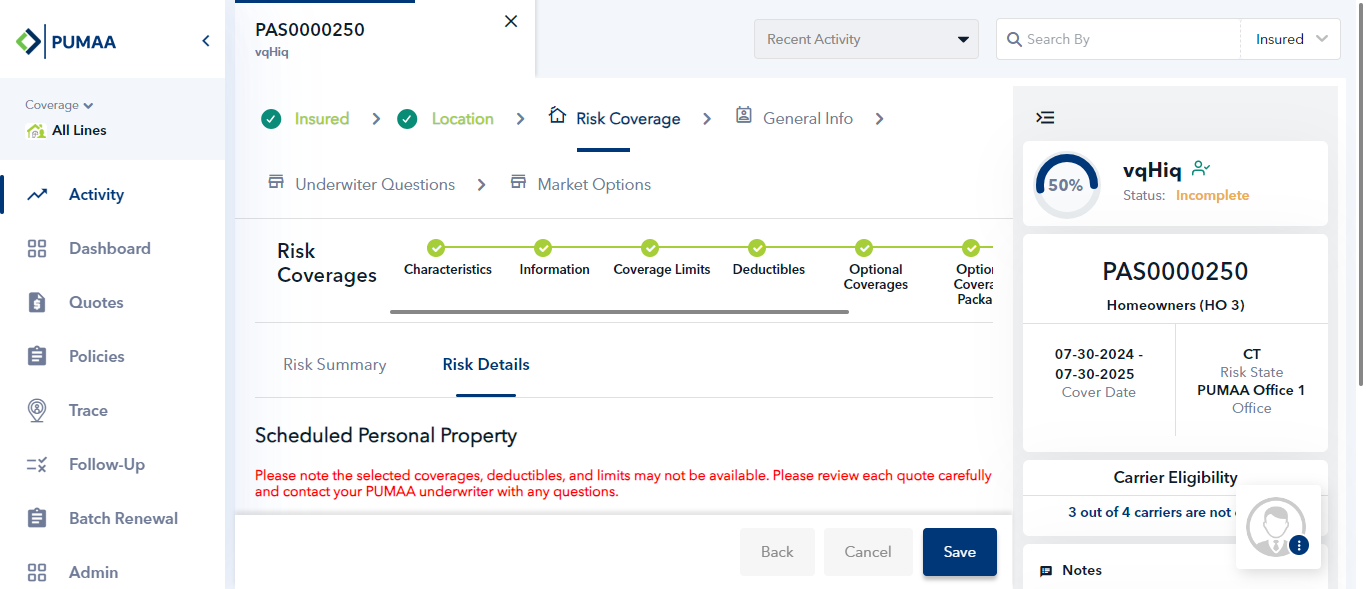 PUMAA
Coverage
All Lines
Activity
Dashboard
Quotes
Policies
Trace
Follow-Up
Batch Renewal
Admin
PAS0000250
vqHiq
Recent Activity
Search By
Insured
Insured
Location
Risk Coverage
General Info
Underwiter Questions
Market Options
Risk
Coverages
Characteristics
Information
Coverage Limits
Deductibles
Optional
Coverages
Optio
Covera
Packa
Risk Summary
Risk Details
Scheduled Personal Property
Please note the selected coverages, deductibles, and limits may not be available. Please review each quote carefully
and contact your PUMAA underwriter with any questions.
Back
Cancel
Save
50%
vqHiq
Status: Incomplete
PAS0000250
Homeowners (HO 3)
07-30-2024 -
07-30-2025
Cover Date
CT
Risk State
PUMAA Office 1
Office
Carrier Eligibility
3 out of 4 carriers are not
Notes